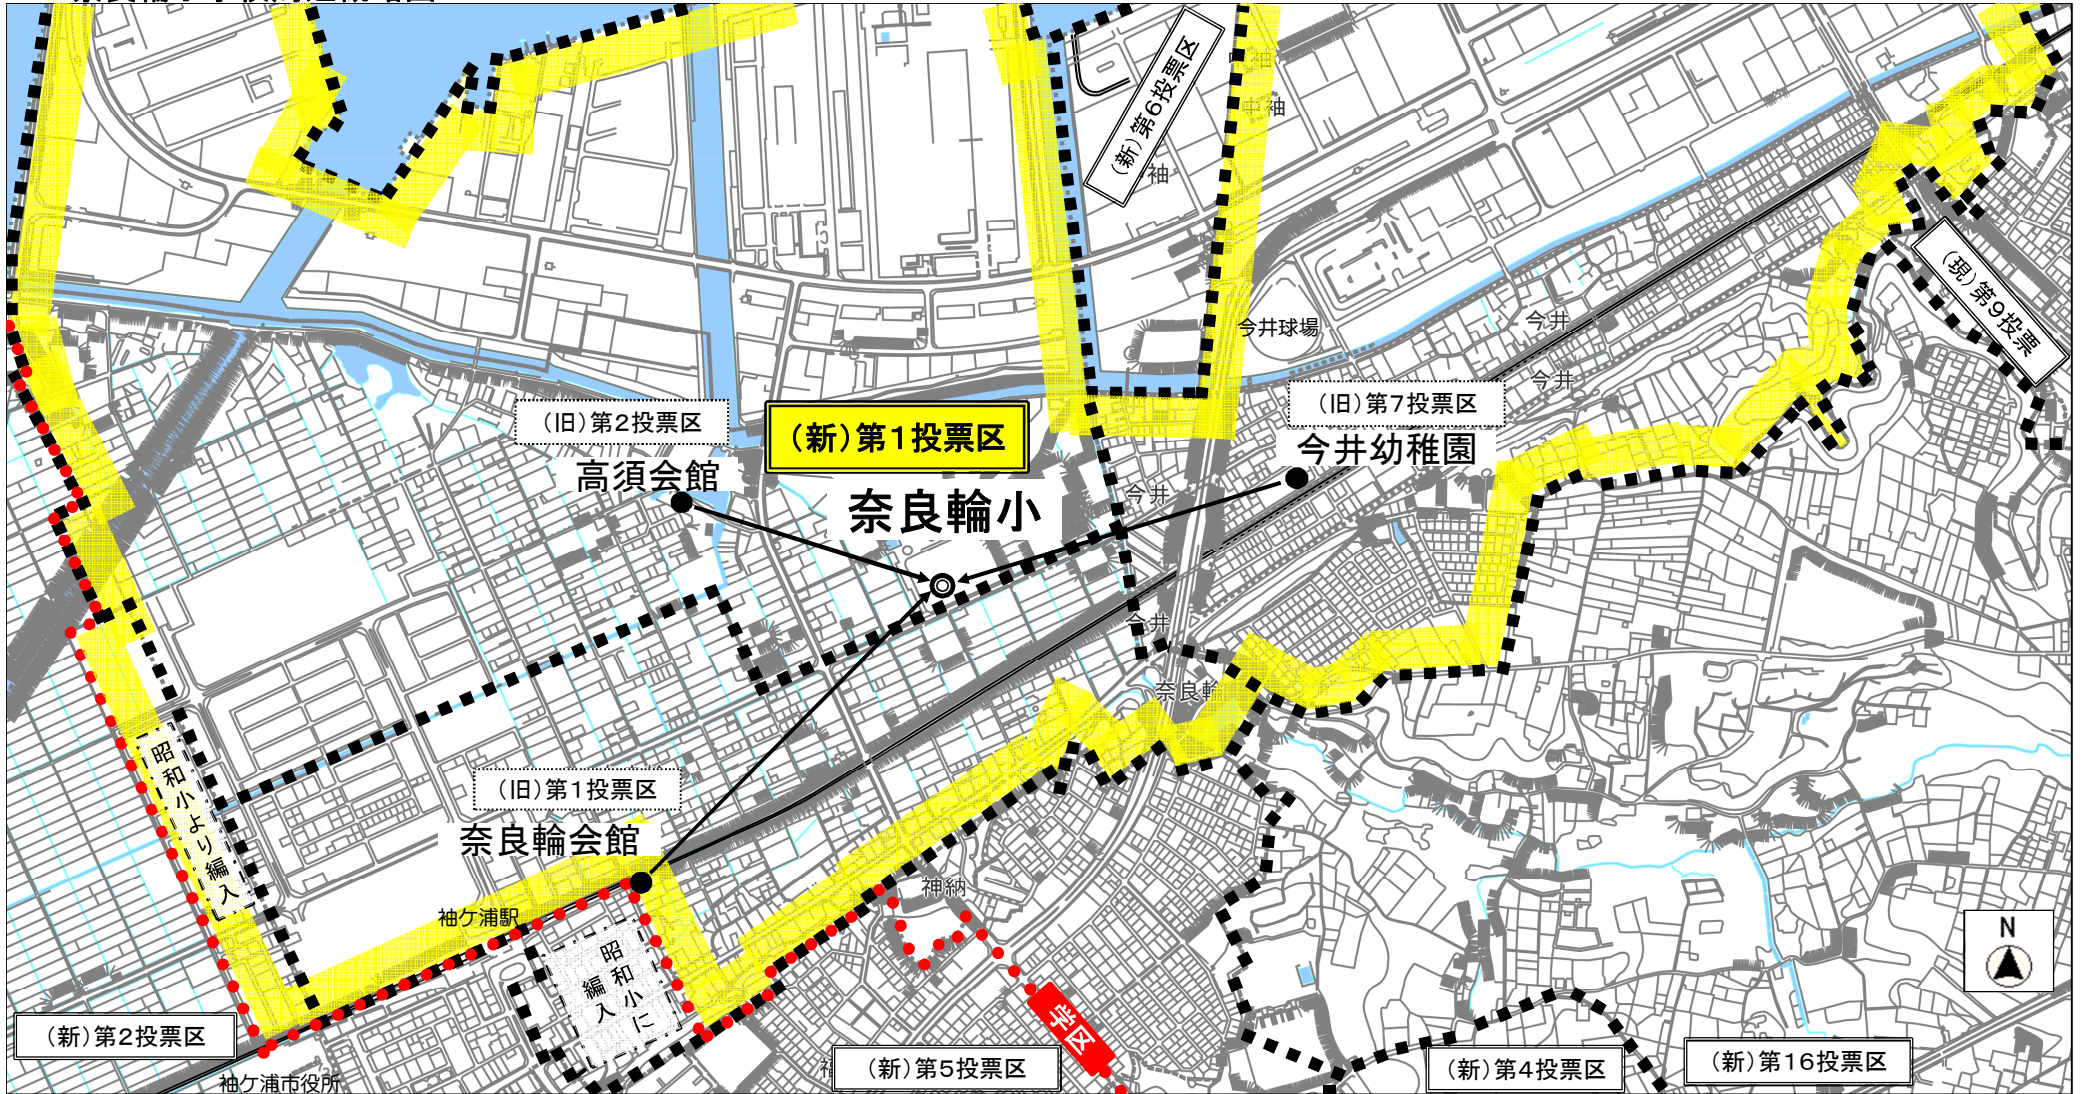 (新)第6投票区
中袖
袖
(現)第9投票
今井球場
今井
今井
(旧)第2投票区
(新)第1投票区
(旧)第7投票区
高須会館
今井幼稚園
奈良輪小
今井
今井
奈良輪
昭和小より編入
(旧)第1投票区
奈良輪会館
袖ケ浦駅
神納
昭和小に
編入
学区
N
(新)第2投票区
袖ケ浦市役所
(新)第5投票区
(新)第4投票区
(新)第16投票区